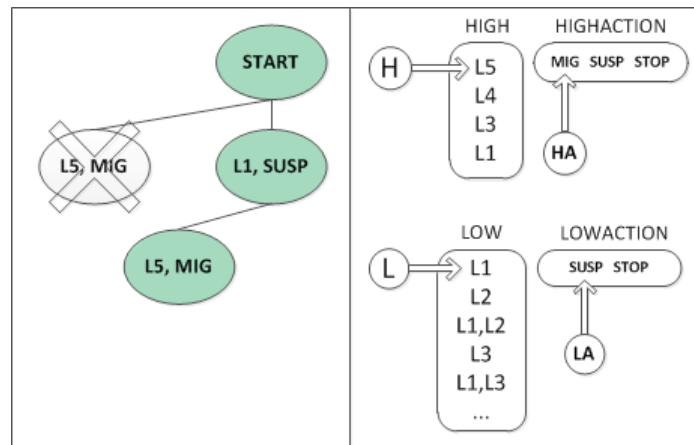 START
L5, MIG
L1, SUSP
L5, MIG
HIGH
HIGHACTION
H
L5
L4
L3
L1
MIG SUSP STOP
HA
LOW
LOWACTION
L
L1
L2
L1,L2
L3
L1,L3
...
SUSP STOP
LA